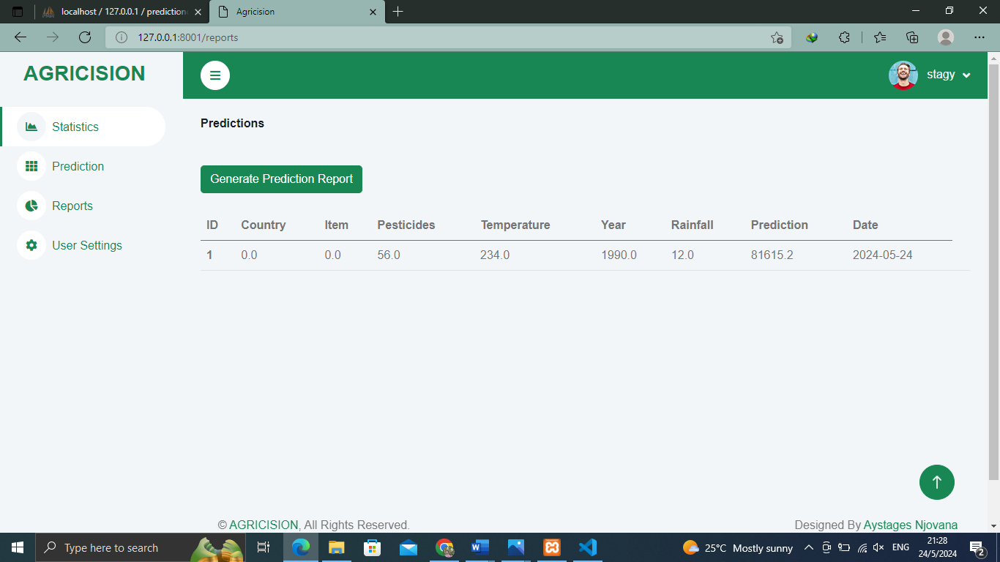 localhost / 127.0.0.1 / prediction
Agricision
127.0.0.1:8001/reports
AGRICISION
stagy
Statistics
Prediction
Reports
User Settings
Predictions
Generate Prediction Report
ID Country Item Pesticides Temperature Year Rainfall Prediction Date
1 0.0 0.0 56.0 234.0 1990.0 12.0 81615.2 2024-05-24
© AGRICISION, All Rights Reserved.
Designed By Aystages Njovana
Type here to search
25°C Mostly sunny
ENG
21:28
24/5/2024
2